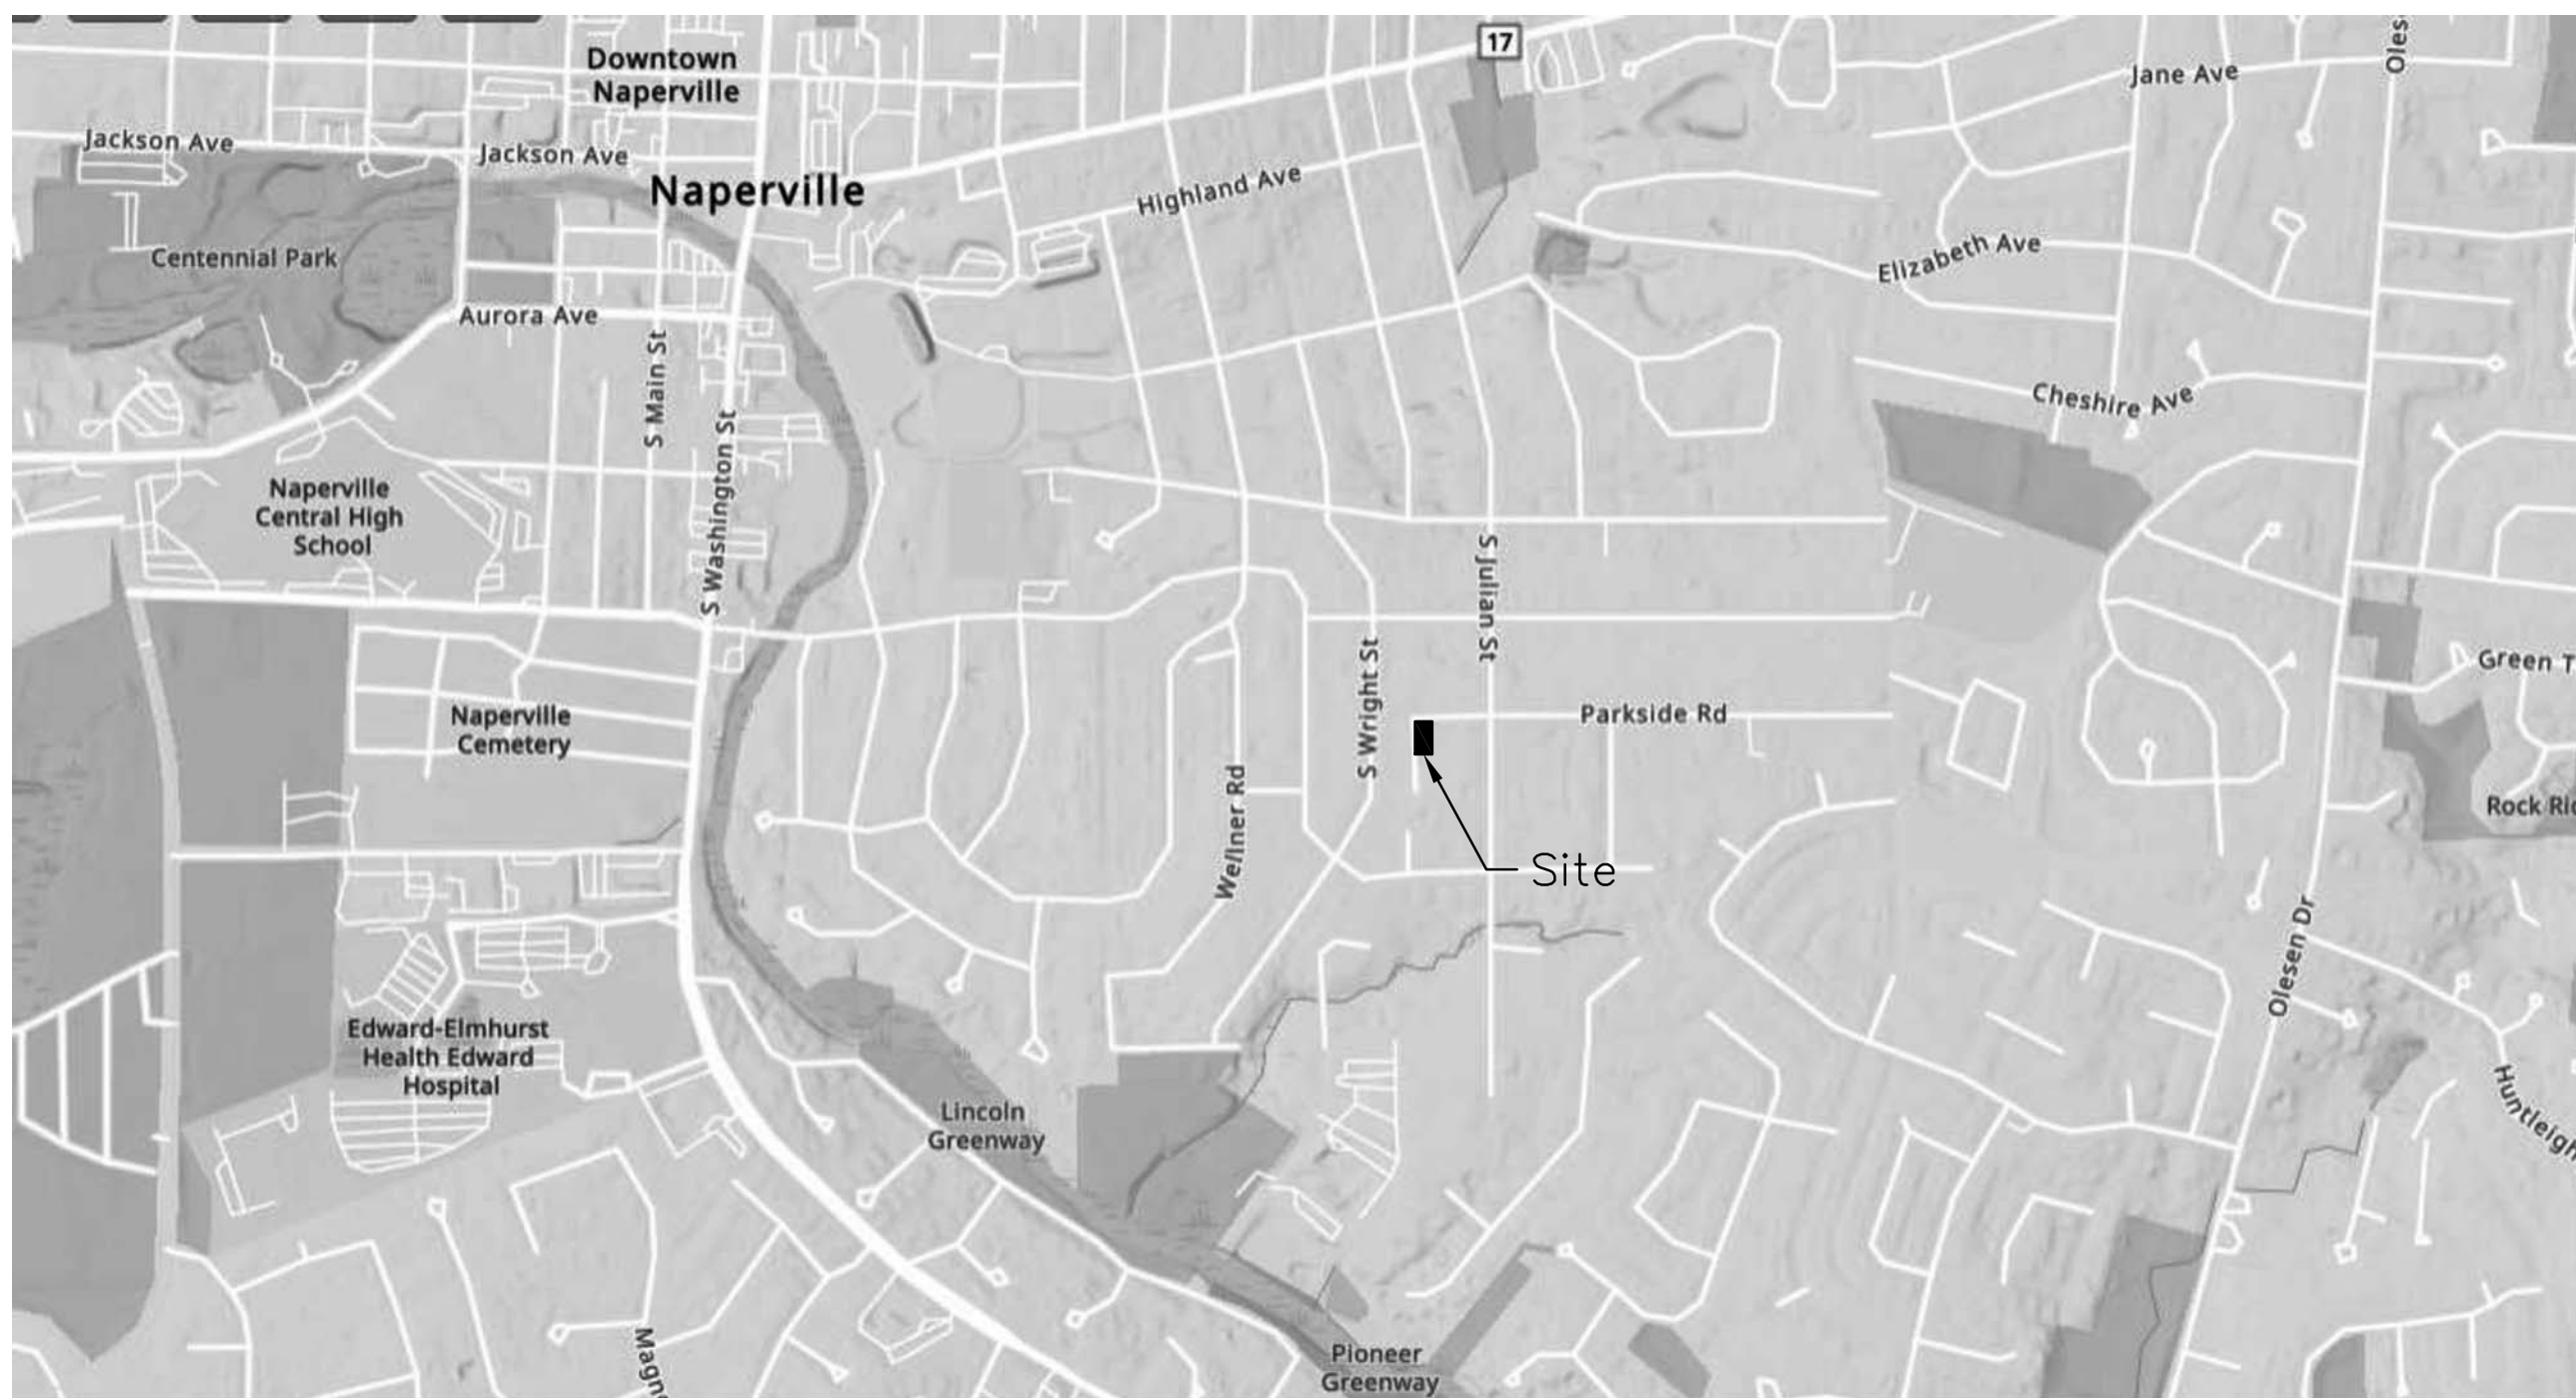 17
Downtown
Naperville
Jane Ave
Jackson Ave
Jackson Ave
Naperville
Highland Ave
Centennial Park
Elizabeth Ave
Aurora Ave
S Main St
Cheshire Ave
S Washington St
Naperville
Central High
School
S Julian St
S Wright St
Green T
Naperville
Cemetery
Parkside Rd
Wellner Rd
Rock Ri
Site
Olesen Dr
Edward-Elmhurst
Health Edward
Hospital
Lincoln
Greenway
Huntleigh
Magn
Pioneer
Greenway
Oles